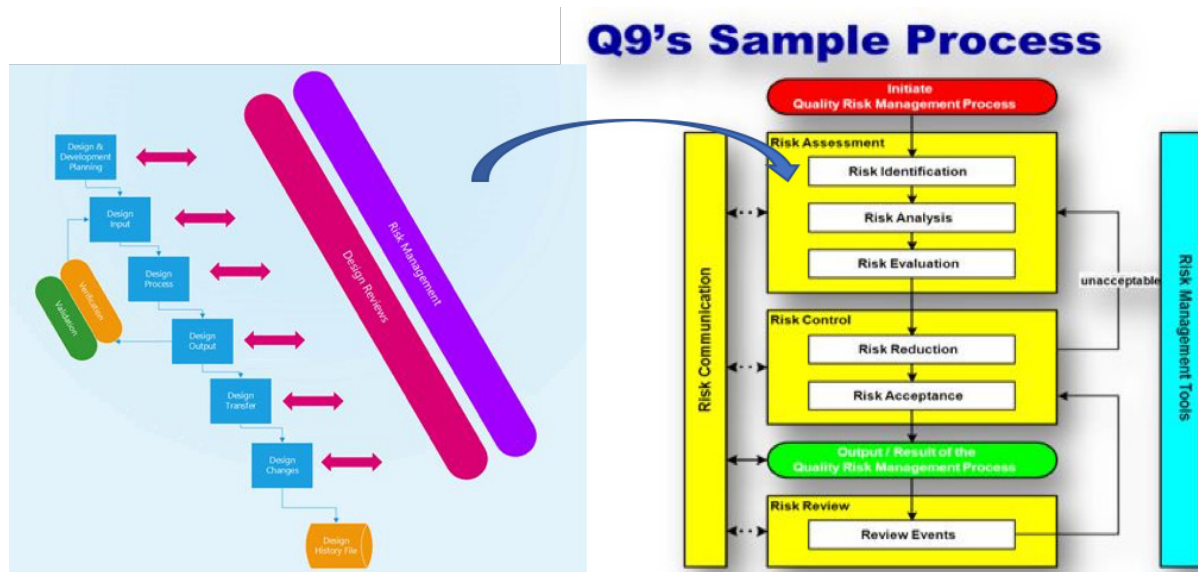 Q9's Sample Process
Design &
Development
Planning
Design
Input
Design
Process
Design
Output
Design
Transfer
Design
Changes
Design
History File
Verification
Validation
Design Reviews
Risk Management
Initiate
Quality Risk Management Process
Risk Assessment
Risk Identification
Risk Analysis
Risk Evaluation
unacceptable
Risk Control
Risk Reduction
Risk Acceptance
Output / Result of the
Quality Risk Management Process
Risk Review
Review Events
Risk Communication
Risk Management Tools